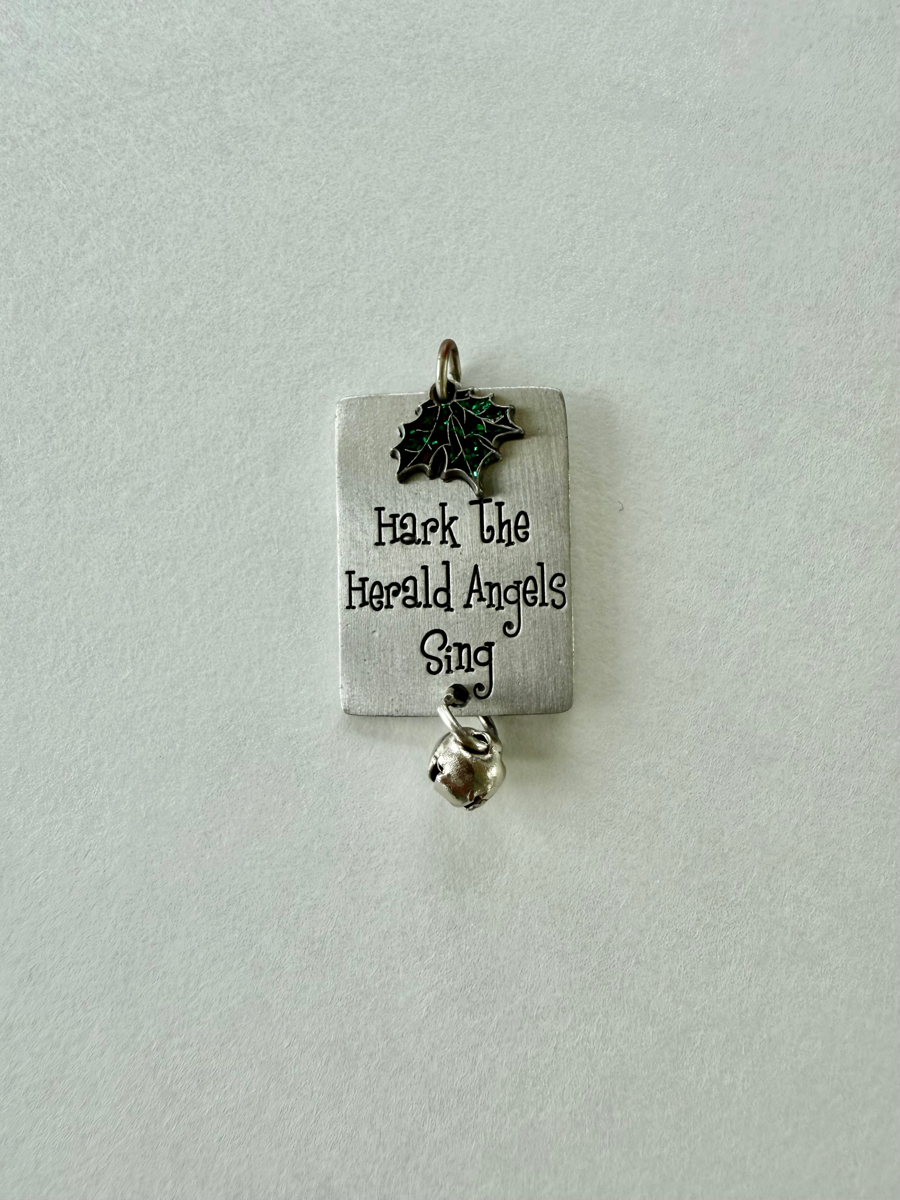 Hark the
Herald Angels
Sing